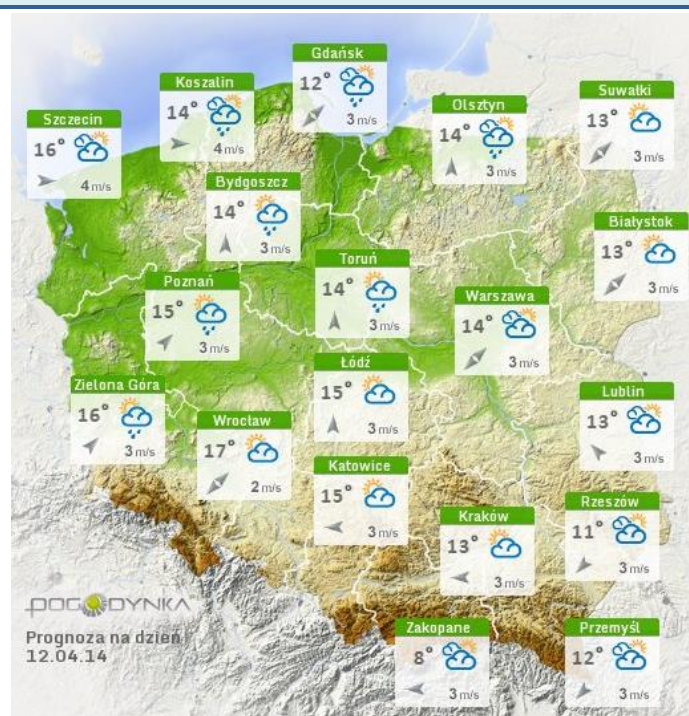 Gdańsk
12°
3 m/s
Koszalin
14°
4 m/s
Suwałki
13°
3 m/s
Olsztyn
14°
3 m/s
Szczecin
16°
4 m/s
Bydgoszcz
14°
3 m/s
Białystok
13°
3 m/s
Toruń
14°
3 m/s
Poznań
15°
3 m/s
Warszawa
14°
3 m/s
Łódź
15°
3 m/s
Zielona Góra
16°
3 m/s
Lublin
13°
3 m/s
Wrocław
17°
2 m/s
Katowice
15°
3 m/s
Rzeszów
11°
3 m/s
Kraków
13°
3 m/s
POGODYNKA
Prognoza na dzień
12.04.14
Zakopane
8°
3 m/s
Przemyśl
12°
3 m/s